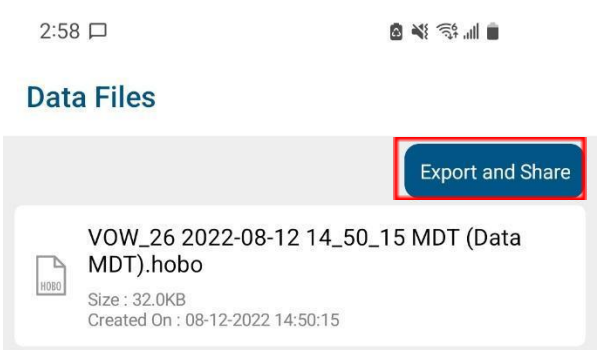 2:58
Data Files
Export and Share
VOW_26 2022-08-12 14_50_15 MDT (Data
MDT).hobo
HOBO
Size : 32.0KB
Created On : 08-12-2022 14:50:15